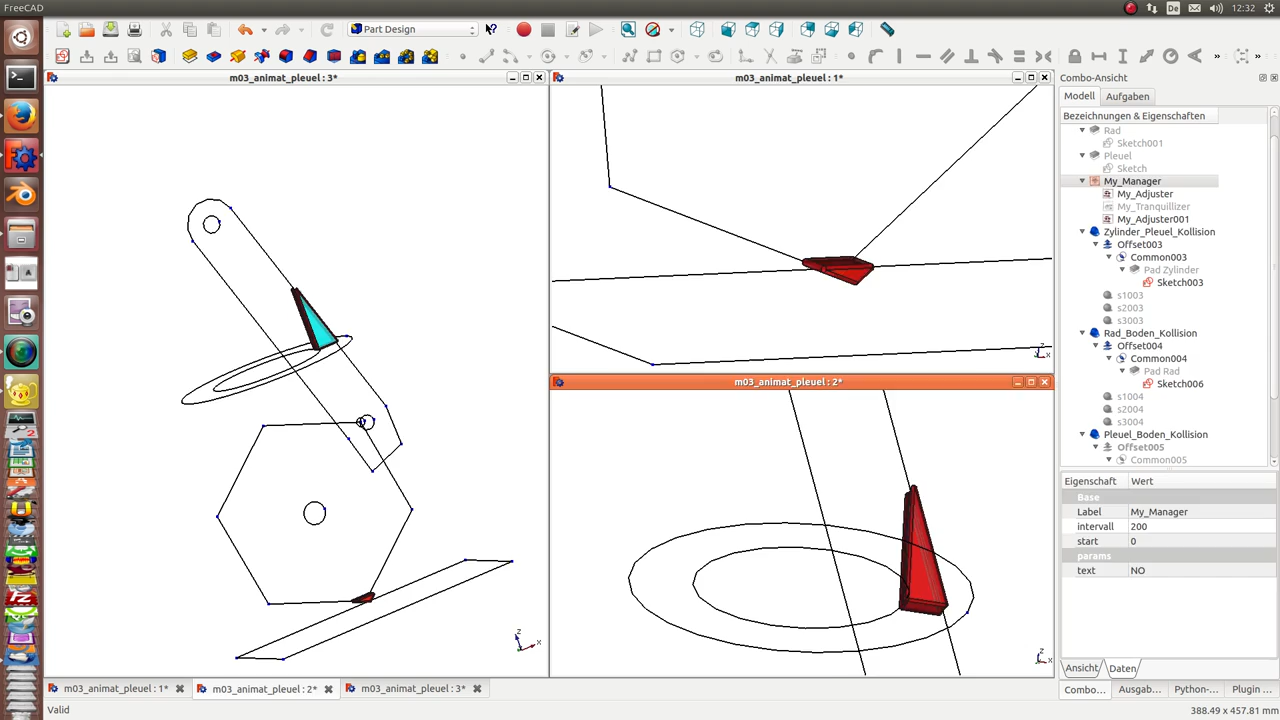 FreeCAD
De
12:32
Part Design
m03_animat_pleuel : 3*
m03_animat_pleuel : 1*
Combo-Ansicht
Modell
Aufgaben
Bezeichnungen & Eigenschaften
Rad
Sketch001
Pleuel
Sketch
My_Manager
My_Adjuster
My_Tranquillizer
My_Adjuster001
Zylinder_Pleuel_Kollision
Offset003
Common003
Pad Zylinder
Sketch003
s1003
s2003
s3003
Rad_Boden_Kollision
Offset004
Common004
Pad Rad
Sketch006
s1004
s2004
s3004
Pleuel_Boden_Kollision
Offset005
Common005
m03_animat_pleuel : 2*
Eigenschaft
Wert
Base
Label
My_Manager
intervall
200
start
0
params
text
NO
Ansicht
Daten
m03_animat_pleuel : 1*
m03_animat_pleuel : 2*
m03_animat_pleuel : 3*
Combo...
Ausgab...
Python-...
Plugin ...
Valid
388.49 x 457.81 mm